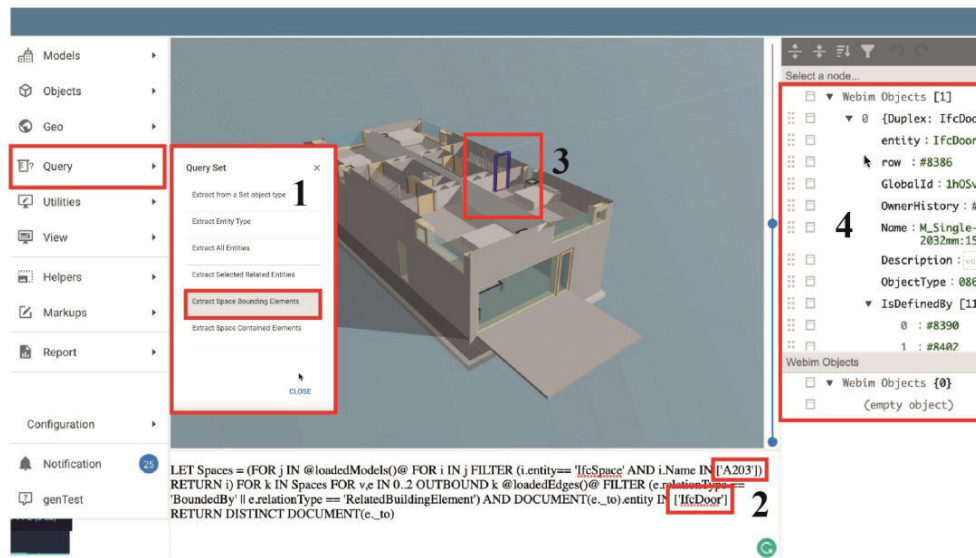 Models
Objects
Geo
Query
Utilities
View
Helpers
Markups
Report
Configuration
Notification 25
genTest
Query Set ×
1
Extract from a Set object type
Extract Entity Type
Extract All Entities
Extract Selected Related Entities
Extract Space Bounding Elements
Extract Space Contained Elements
CLOSE
3
LET Spaces = (FOR j IN @loadedModels()@ FOR i IN j FILTER (i.entity== 'IfcSpace' AND i.Name IN ['A203'])
RETURN i) FOR k IN Spaces FOR v,e IN 0..2 OUTBOUND k @loadedEdges()@ FILTER (e.relationType ==
'BoundedBy' || e.relationType == 'RelatedBuildingElement') AND DOCUMENT(e._to).entity IN ['IfcDoor']
RETURN DISTINCT DOCUMENT(e._to)
2
Select a node...
Webim Objects [1]
0 {Duplex: IfcDoo
entity : IfcDoor
row : #8386
GlobalId : 1hOSv
OwnerHistory : #
4
Name : M_Single-
2032mm:15
Description :
ObjectType : 086
IsDefinedBy [11
0 : #8390
1 : #8402
Webim Objects
Webim Objects {0}
(empty object)